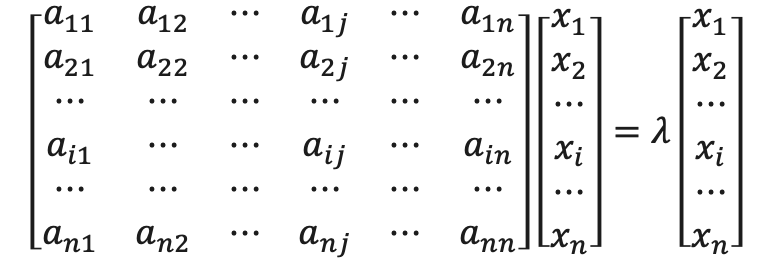 a₁₁ a₁₂ ⋯ a₁ⱼ ⋯ a₁ₙ x₁ x₁
a₂₁ a₂₂ ⋯ a₂ⱼ ⋯ a₂ₙ x₂ x₂
⋯ ⋯ ⋯ ⋯ ⋯ ⋯ ⋯ ⋯
aᵢ₁ ⋯ ⋯ aᵢⱼ ⋯ aᵢₙ xᵢ = λ xᵢ
⋯ ⋯ ⋯ ⋯ ⋯ ⋯ ⋯ ⋯
aₙ₁ aₙ₂ ⋯ aₙⱼ ⋯ aₙₙ xₙ xₙ